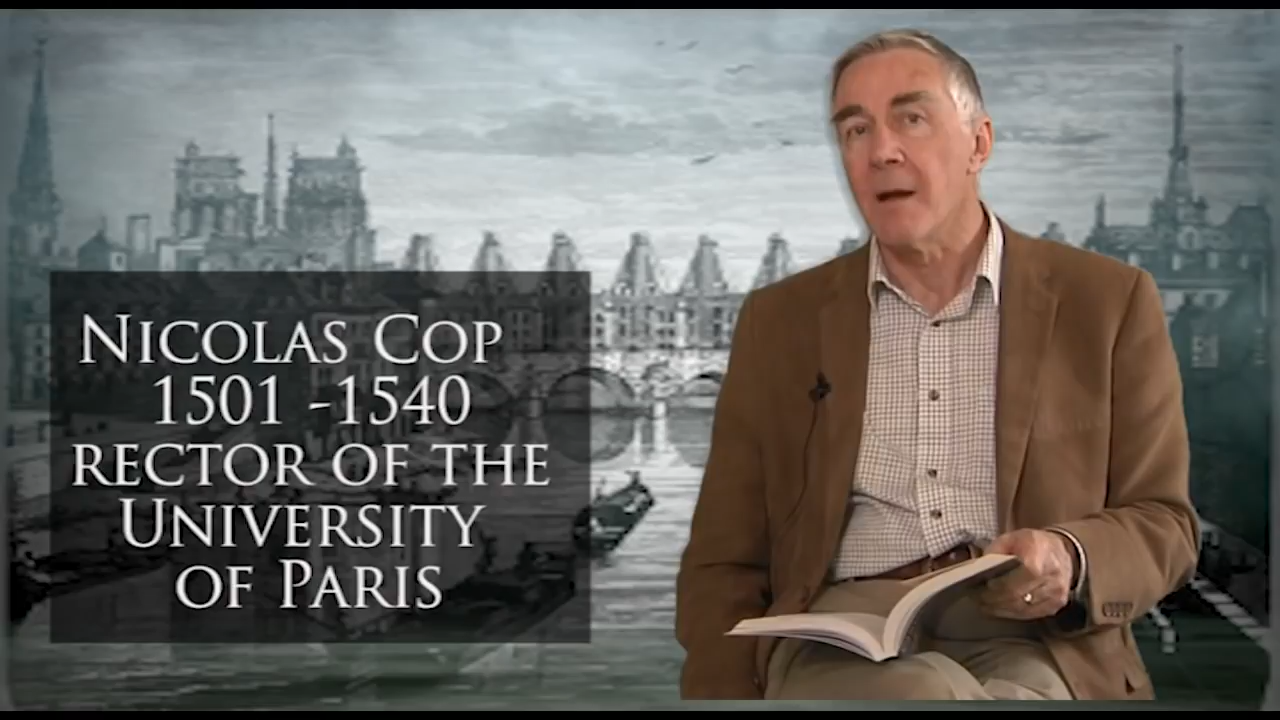 Nicolas Cop
1501 -1540
rector of the
University
of Paris